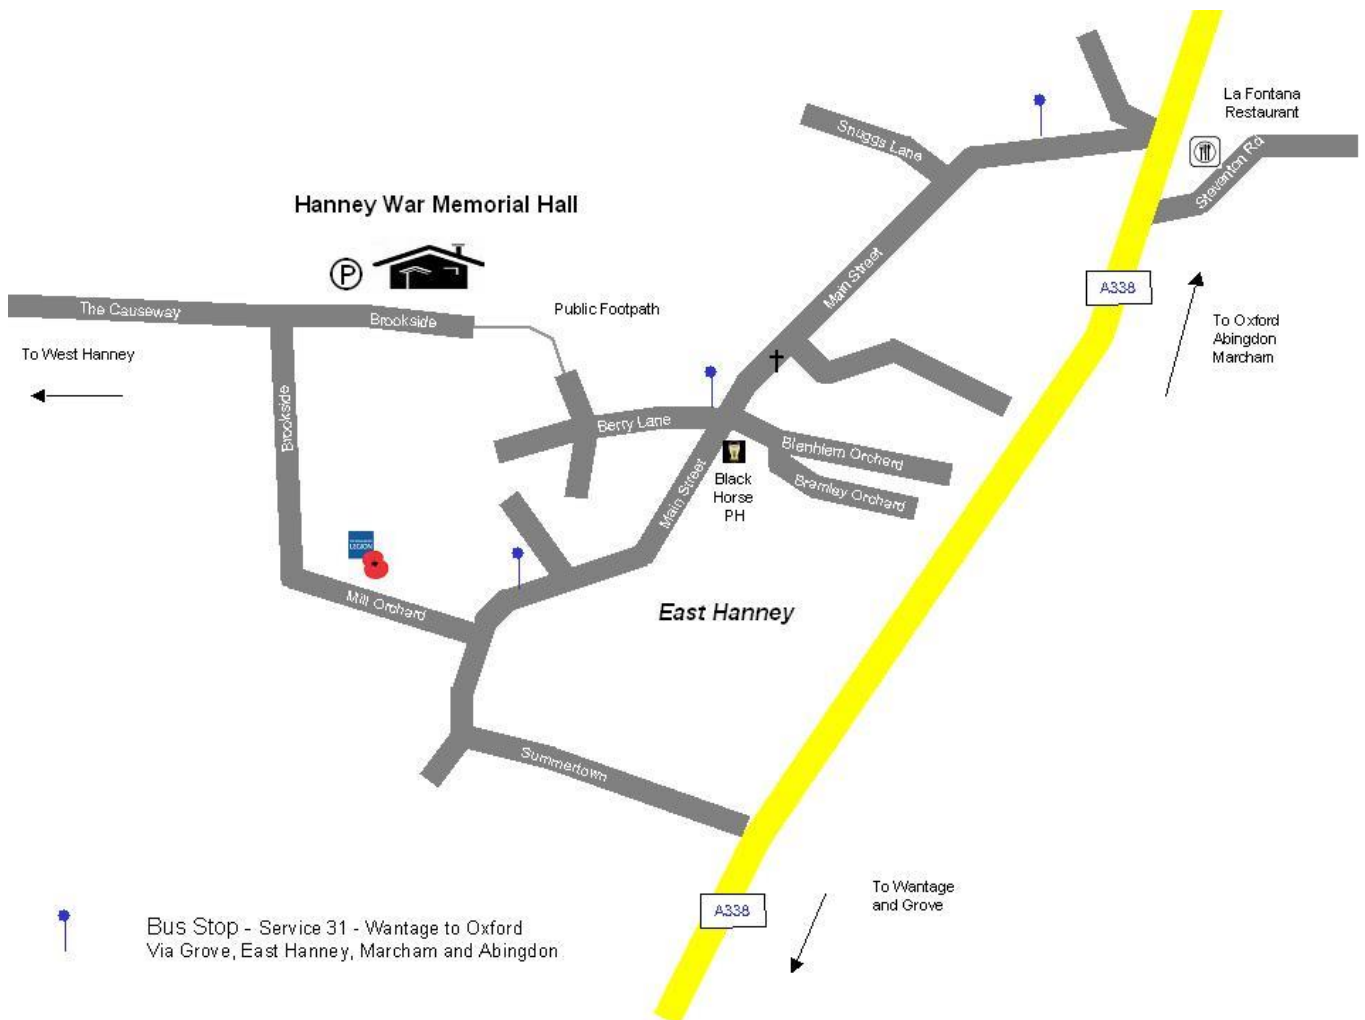 La Fontana
Restaurant
Snuggs Lane
Steventon Rd
Hanney War Memorial Hall
P
Main Street
A338
The Causeway
Brookside
Public Footpath
To Oxford
Abingdon
Marcham
To West Hanney
Brookside
Berry Lane
Blenhiem Orchard
Main Street
Black
Horse
PH
Bramley Orchard
LEGION
Mill Orchard
East Hanney
Summertown
To Wantage
and Grove
A338
Bus Stop - Service 31 - Wantage to Oxford
Via Grove, East Hanney, Marcham and Abingdon